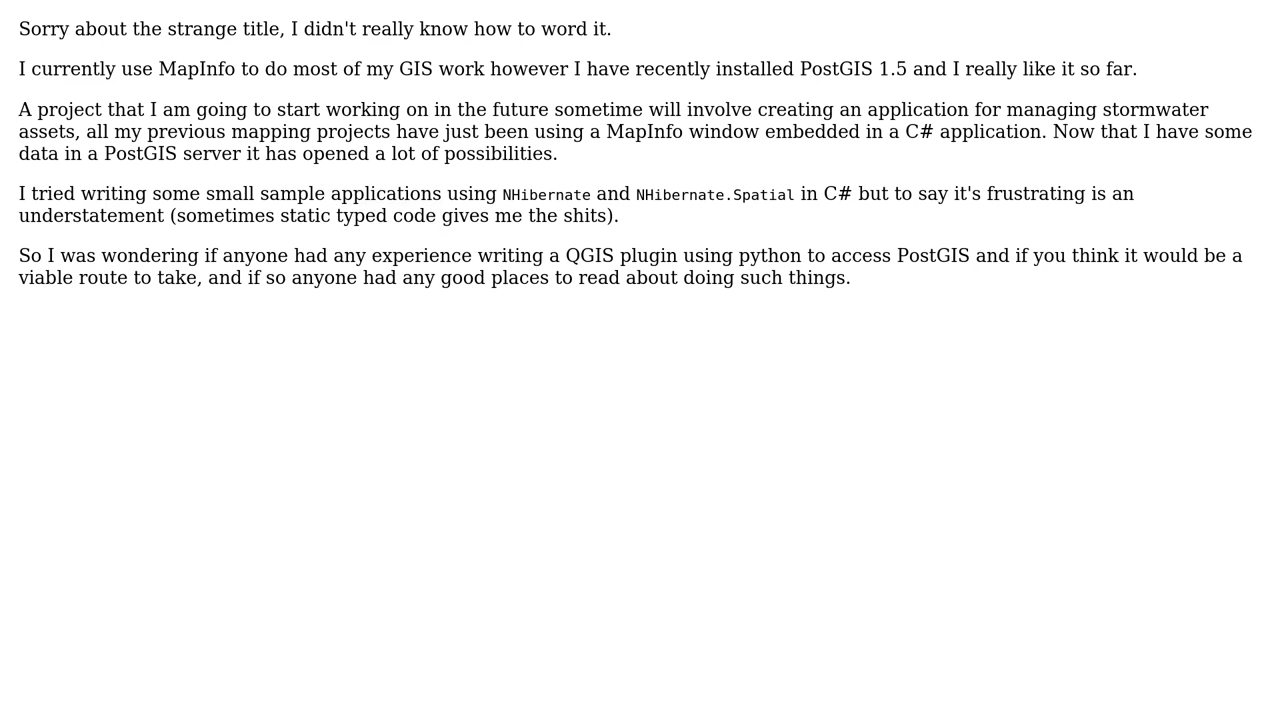 Sorry about the strange title, I didn't really know how to word it.
I currently use MapInfo to do most of my GIS work however I have recently installed PostGIS 1.5 and I really like it so far.
A project that I am going to start working on in the future sometime will involve creating an application for managing stormwater
assets, all my previous mapping projects have just been using a MapInfo window embedded in a C# application. Now that I have some
data in a PostGIS server it has opened a lot of possibilities.
I tried writing some small sample applications using NHibernate and NHibernate.Spatial in C# but to say it's frustrating is an
understatement (sometimes static typed code gives me the shits).
So I was wondering if anyone had any experience writing a QGIS plugin using python to access PostGIS and if you think it would be a
viable route to take, and if so anyone had any good places to read about doing such things.